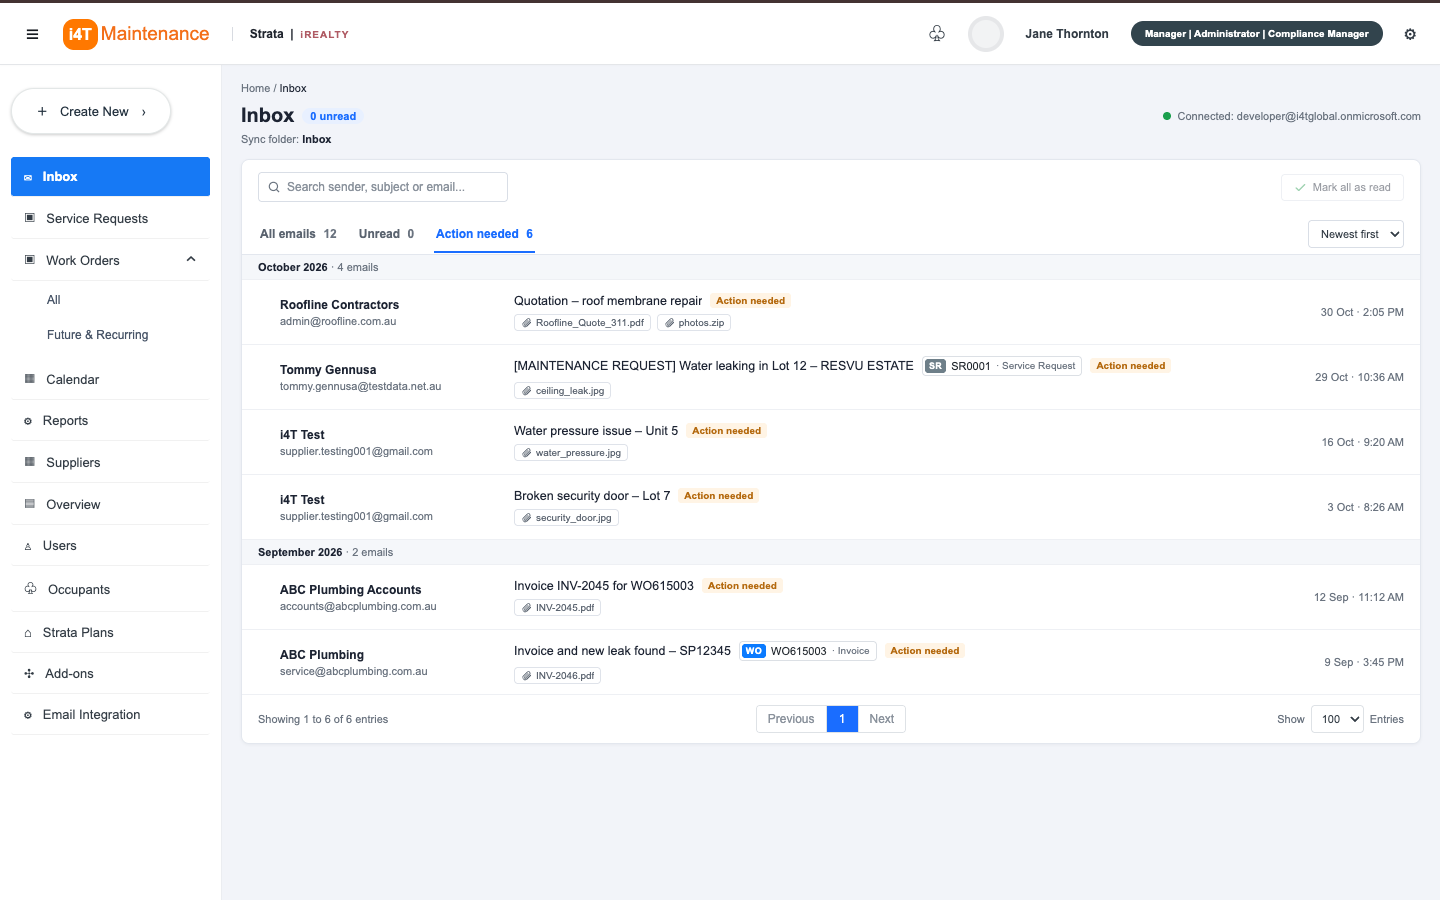 i4T Maintenance
Strata | iREALTY
Jane Thornton
Manager | Administrator | Compliance Manager
+ Create New ›
Inbox
Service Requests
Work Orders
All
Future & Recurring
Calendar
Reports
Suppliers
Overview
Users
Occupants
Strata Plans
Add-ons
Email Integration
Home / Inbox
Inbox 0 unread
Connected: developer@i4tglobal.onmicrosoft.com
Sync folder: Inbox
Search sender, subject or email...
Mark all as read
All emails 12 Unread 0 Action needed 6
Newest first
October 2026 · 4 emails
Roofline Contractors
admin@roofline.com.au
Quotation – roof membrane repair Action needed
Roofline_Quote_311.pdf photos.zip
30 Oct · 2:05 PM
Tommy Gennusa
tommy.gennusa@testdata.net.au
[MAINTENANCE REQUEST] Water leaking in Lot 12 – RESVU ESTATE SR SR0001 · Service Request Action needed
ceiling_leak.jpg
29 Oct · 10:36 AM
i4T Test
supplier.testing001@gmail.com
Water pressure issue – Unit 5 Action needed
water_pressure.jpg
16 Oct · 9:20 AM
i4T Test
supplier.testing001@gmail.com
Broken security door – Lot 7 Action needed
security_door.jpg
3 Oct · 8:26 AM
September 2026 · 2 emails
ABC Plumbing Accounts
accounts@abcplumbing.com.au
Invoice INV-2045 for WO615003 Action needed
INV-2045.pdf
12 Sep · 11:12 AM
ABC Plumbing
service@abcplumbing.com.au
Invoice and new leak found – SP12345 WO WO615003 · Invoice Action needed
INV-2046.pdf
9 Sep · 3:45 PM
Showing 1 to 6 of 6 entries
Previous 1 Next
Show 100 Entries